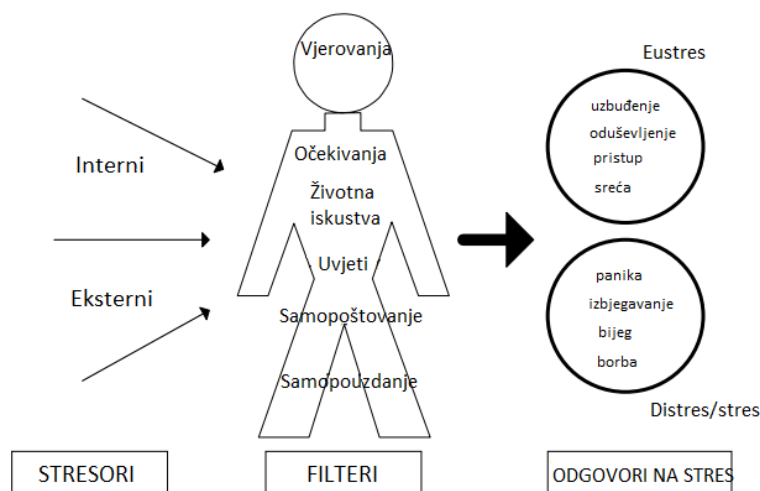 Interni
Eksterni
STRESORI
Vjerovanja
Očekivanja
Životna
iskustva
Uvjeti
Samopoštovanje
Samopouzdanje
FILTERI
Eustres
uzbuđenje
oduševljenje
pristup
sreća
panika
izbjegavanje
bijeg
borba
Distres/stres
ODGOVORI NA STRES